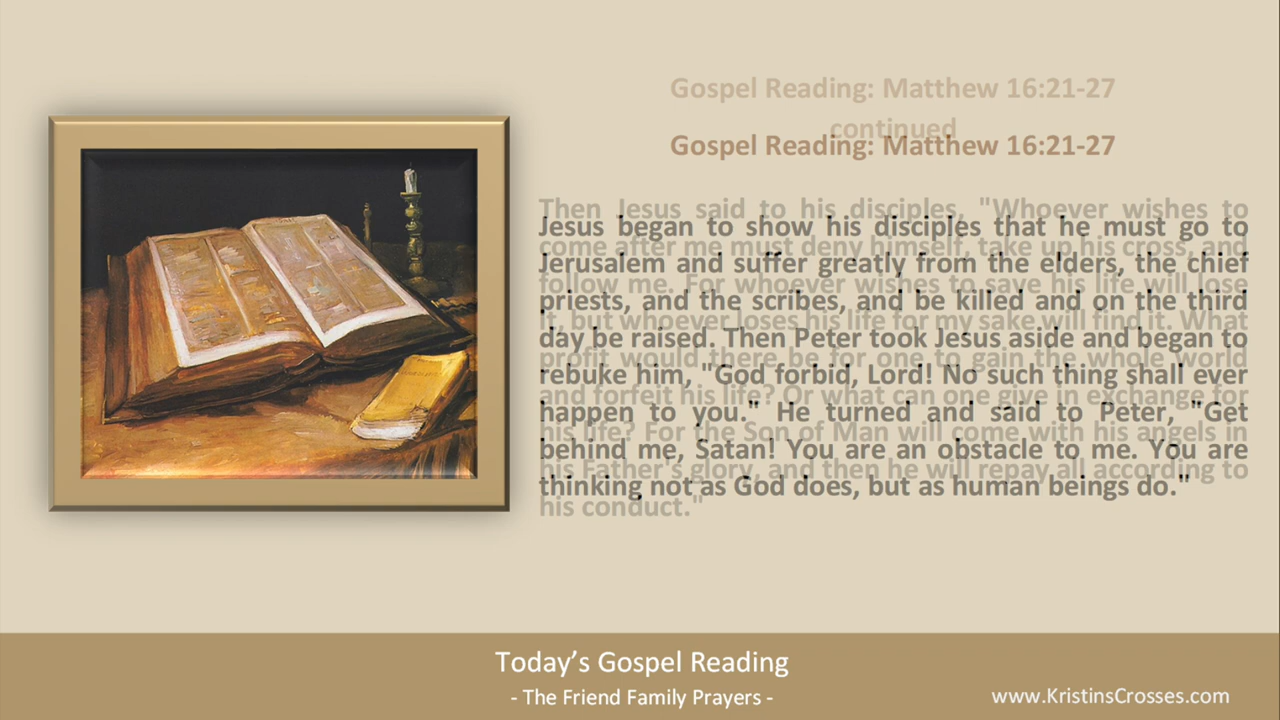 Gospel Reading: Matthew 16:21-27
continued
Gospel Reading: Matthew 16:21-27
Jesus began to show his disciples that he must go to
Jerusalem and suffer greatly from the elders, the chief
priests, and the scribes, and be killed and on the third
day be raised. Then Peter took Jesus aside and began to
rebuke him, "God forbid, Lord! No such thing shall ever
happen to you." He turned and said to Peter, "Get
behind me, Satan! You are an obstacle to me. You are
thinking not as God does, but as human beings do."
Then Jesus said to his disciples, "Whoever wishes to
come after me must deny himself, take up his cross, and
follow me. For whoever wishes to save his life will lose
it, but whoever loses his life for my sake will find it. What
profit would there be for one to gain the whole world
and forfeit his life? Or what can one give in exchange for
his life? For the Son of Man will come with his angels in
his Father's glory, and then he will repay all according to
his conduct."
Today's Gospel Reading
- The Friend Family Prayers -
www.KristinsCrosses.com